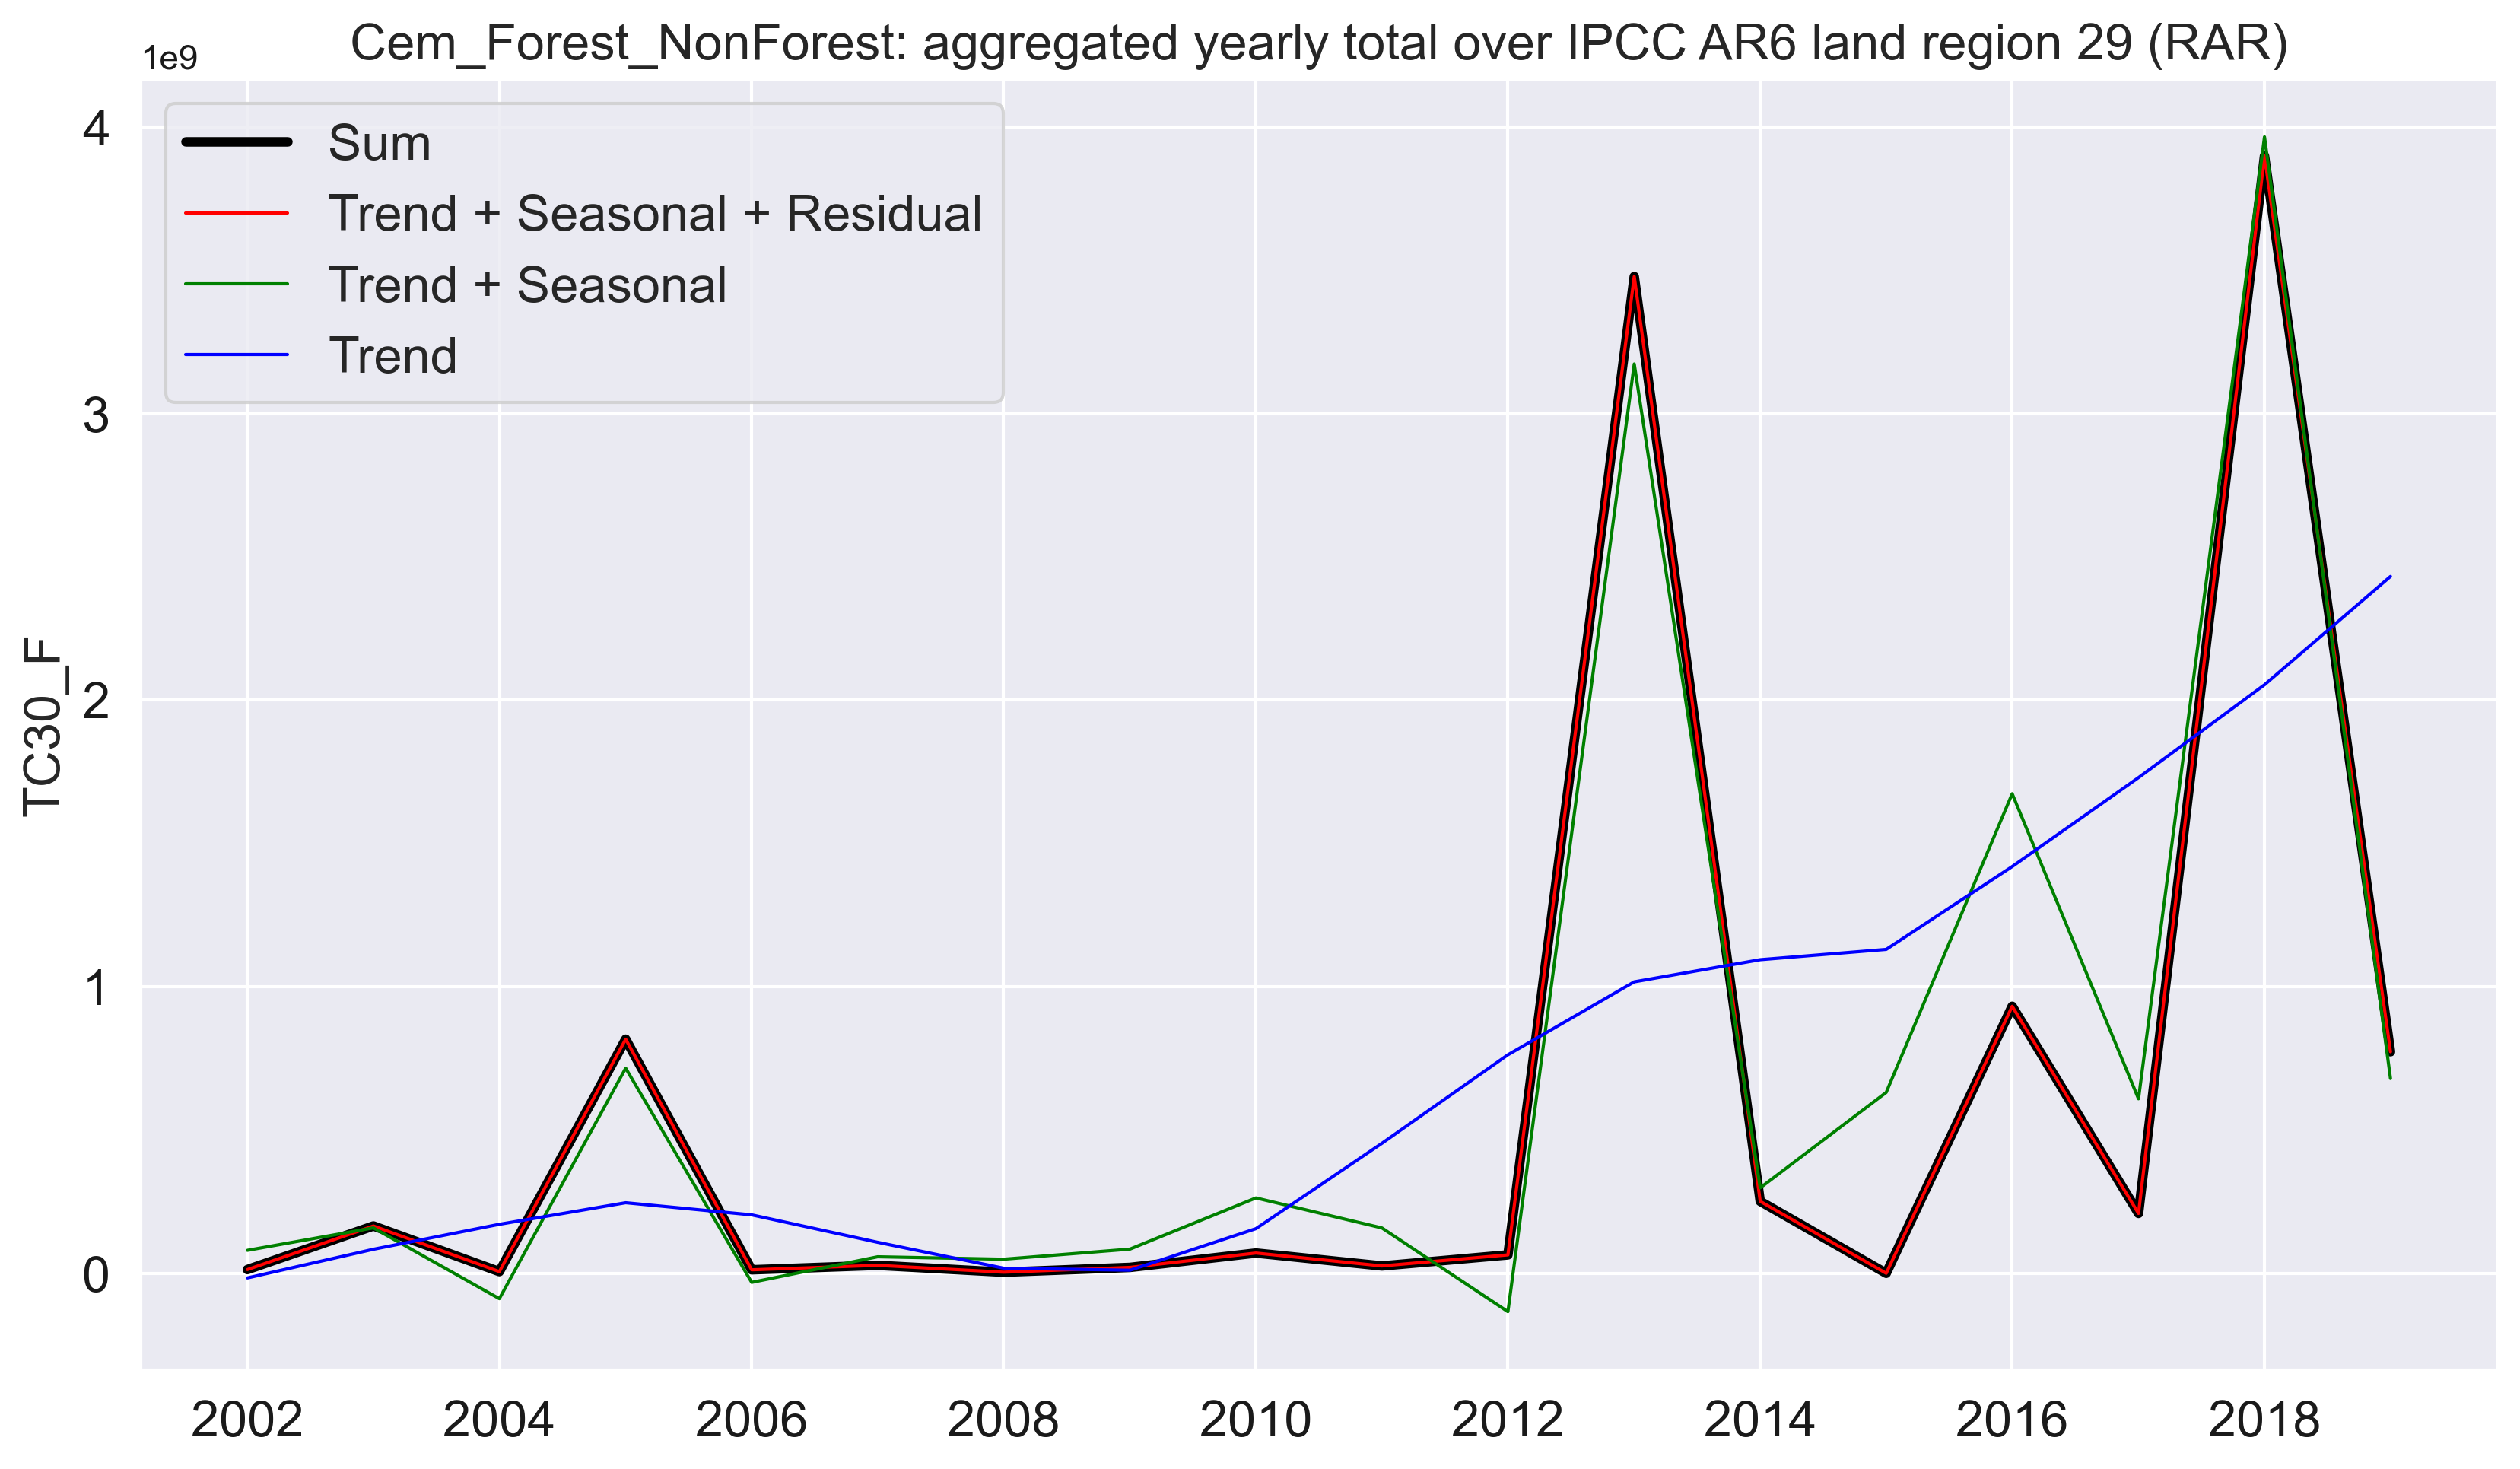 Cem_Forest_NonForest: aggregated yearly total over IPCC AR6 land region 29 (RAR)
1e9
Sum
Trend + Seasonal + Residual
Trend + Seasonal
Trend
TC30_F
4
3
2
1
0
2002 2004 2006 2008 2010 2012 2014 2016 2018